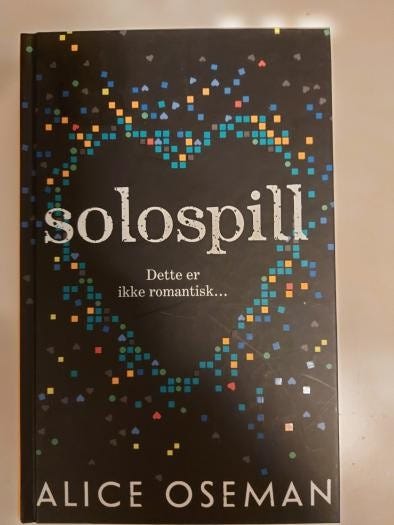 solospill
Dette er
ikke romantisk...
ALICE OSEMAN